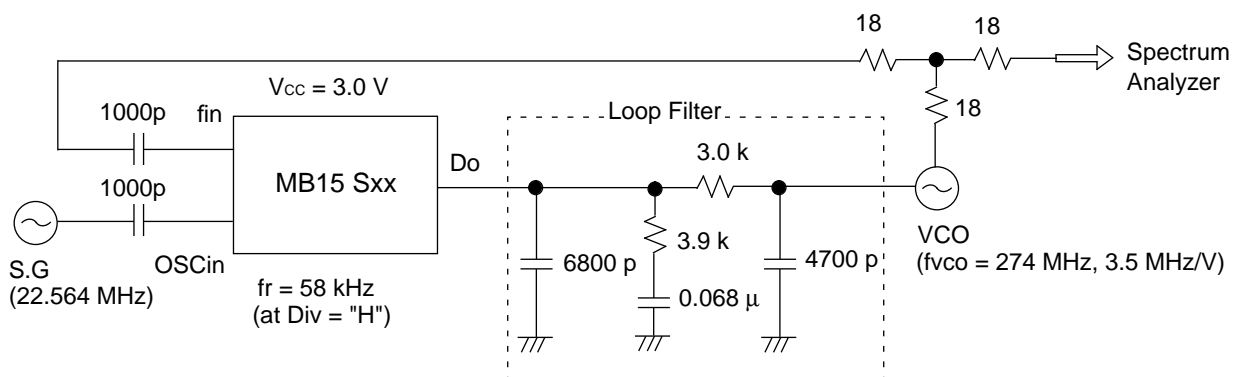 18
18
Spectrum
Analyzer
Vcc = 3.0 V
1000p
fin
Loop Filter
18
3.0 k
Do
MB15 Sxx
1000p
3.9 k
VCO
(fvco = 274 MHz, 3.5 MHz/V)
S.G
(22.564 MHz)
OSCin
6800 p
4700 p
fr = 58 kHz
(at Div = "H")
0.068 μ